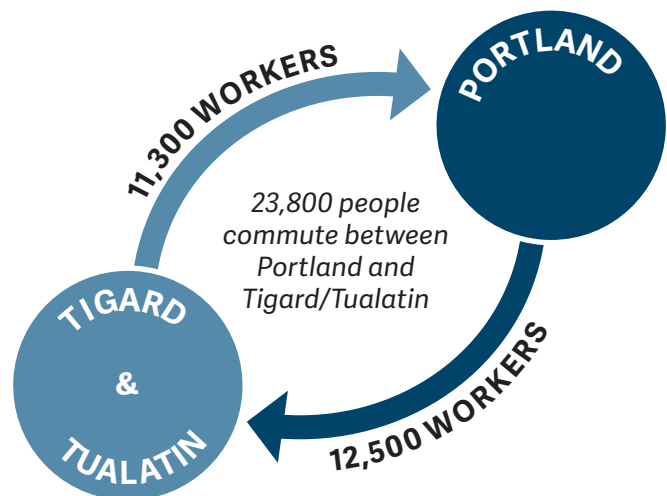 PORTLAND
11,300 WORKERS
23,800 people
commute between
Portland and
Tigard/Tualatin
TIGARD
&
TUALATIN
12,500 WORKERS